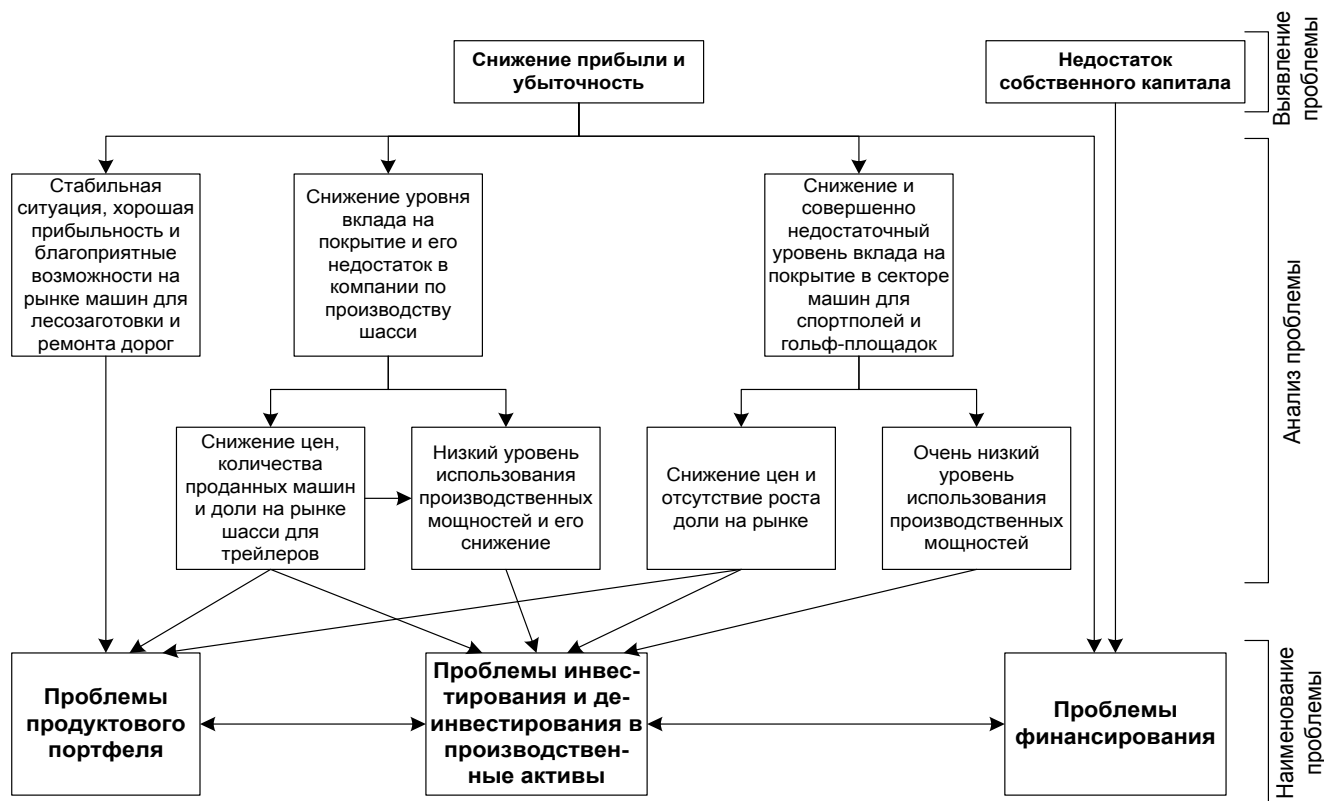 Снижение прибыли и
убыточность
Недостаток
собственного капитала
Выявление
проблемы
Стабильная
ситуация, хорошая
прибыльность и
благоприятные
возможности на
рынке машин для
лесозаготовки и
ремонта дорог
Снижение уровня
вклада на
покрытие и его
недостаток в
компании по
производству
шасси
Снижение и
совершенно
недостаточный
уровень вклада на
покрытие в секторе
машин для
спортполей и
гольф-площадок
Анализ проблемы
Снижение цен,
количества
проданных машин
и доли на рынке
шасси для
трейлеров
Низкий уровень
использования
производственных
мощностей и его
снижение
Снижение цен и
отсутствие роста
доли на рынке
Очень низкий
уровень
использования
производственных
мощностей
Проблемы
продуктового
портфеля
Проблемы инвес-
тирования и де-
инвестирования в
производствен-
ные активы
Проблемы
финансирования
Наименование
проблемы